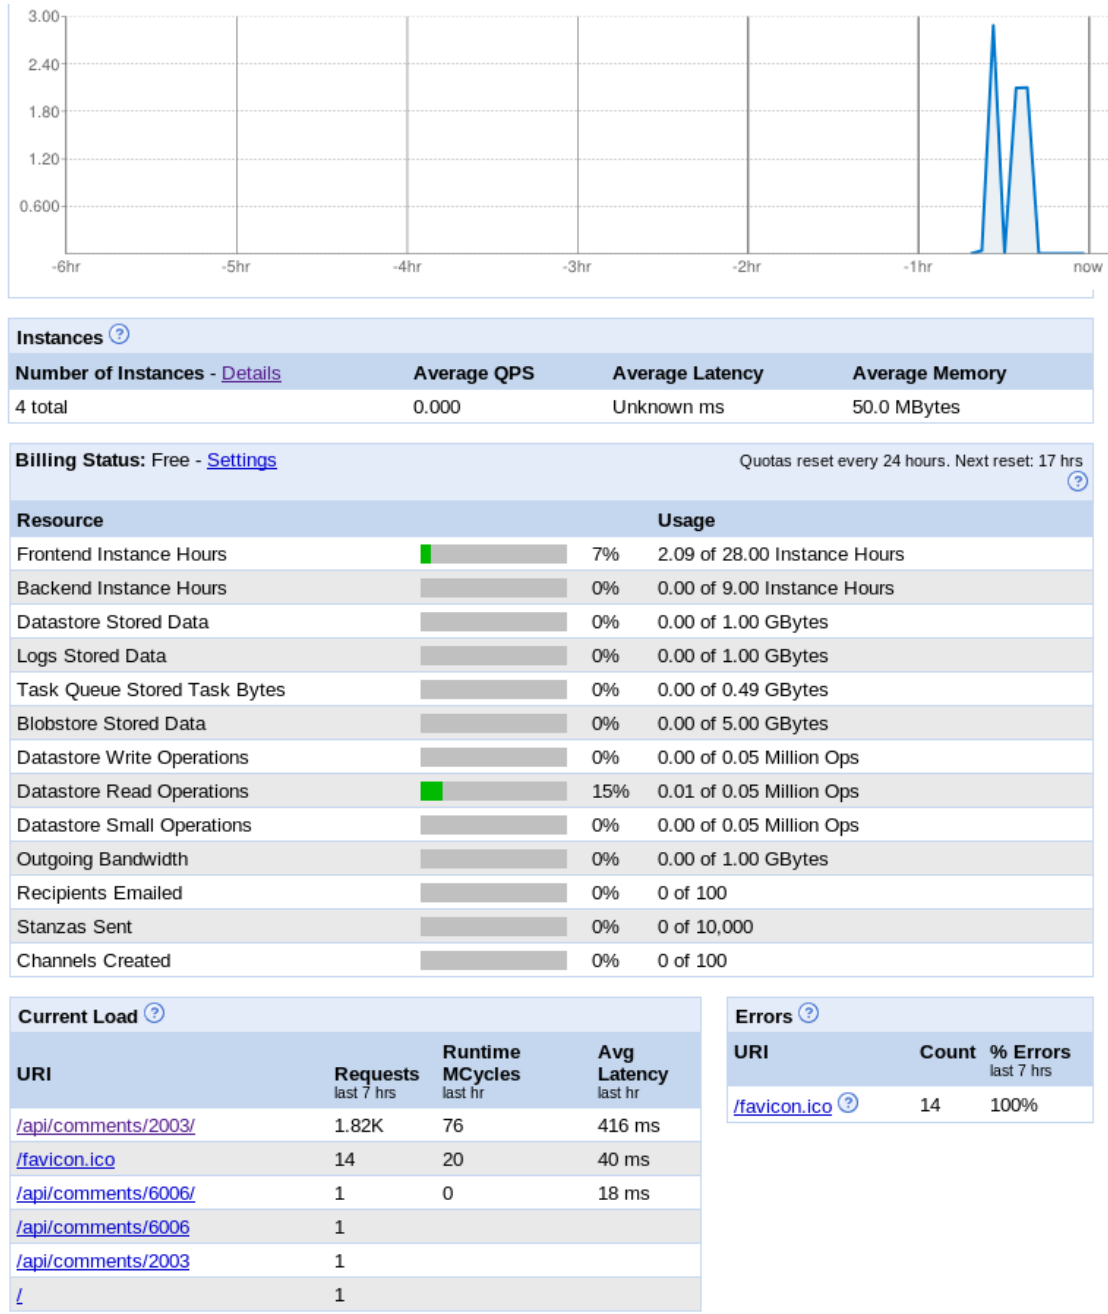 3.00
2.40
1.80
1.20
0.600
-6hr -5hr -4hr -3hr -2hr -1hr now
Instances ?
Number of Instances - Details Average QPS Average Latency Average Memory
4 total 0.000 Unknown ms 50.0 MBytes
Billing Status: Free - Settings Quotas reset every 24 hours. Next reset: 17 hrs
?
Resource Usage
Frontend Instance Hours 7% 2.09 of 28.00 Instance Hours
Backend Instance Hours 0% 0.00 of 9.00 Instance Hours
Datastore Stored Data 0% 0.00 of 1.00 GBytes
Logs Stored Data 0% 0.00 of 1.00 GBytes
Task Queue Stored Task Bytes 0% 0.00 of 0.49 GBytes
Blobstore Stored Data 0% 0.00 of 5.00 GBytes
Datastore Write Operations 0% 0.00 of 0.05 Million Ops
Datastore Read Operations 15% 0.01 of 0.05 Million Ops
Datastore Small Operations 0% 0.00 of 0.05 Million Ops
Outgoing Bandwidth 0% 0.00 of 1.00 GBytes
Recipients Emailed 0% 0 of 100
Stanzas Sent 0% 0 of 10,000
Channels Created 0% 0 of 100
Current Load ?
URI Requests last 7 hrs Runtime MCycles last hr Avg Latency last hr
/api/comments/2003/ 1.82K 76 416 ms
/favicon.ico 14 20 40 ms
/api/comments/6006/ 1 0 18 ms
/api/comments/6006 1
/api/comments/2003 1
/ 1
Errors ?
URI Count % Errors last 7 hrs
/favicon.ico ? 14 100%